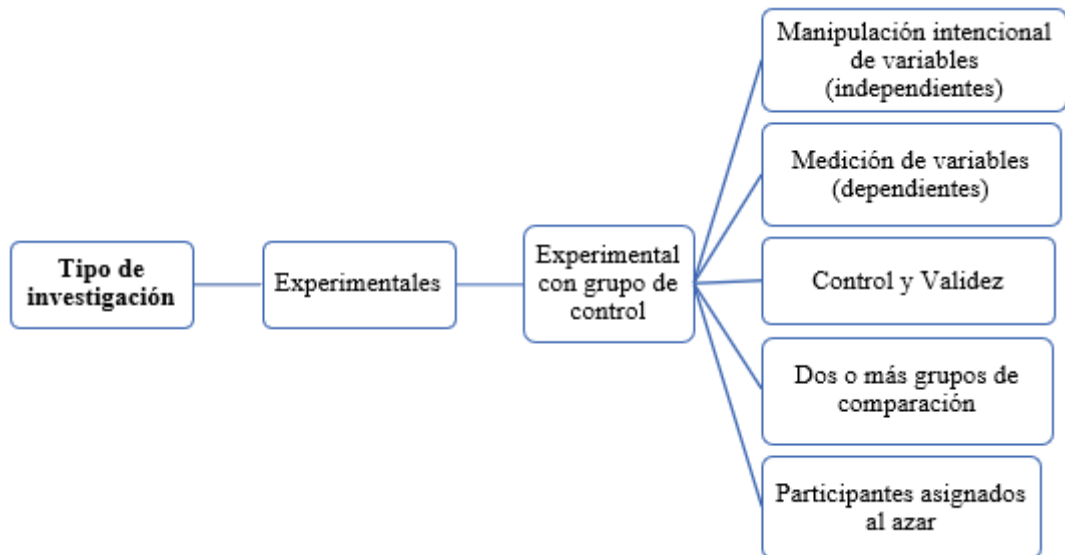 Tipo de
investigación
Experimentales
Experimental
con grupo de
control
Manipulación intencional
de variables
(independientes)
Medición de variables
(dependientes)
Control y Validez
Dos o más grupos de
comparación
Participantes asignados
al azar